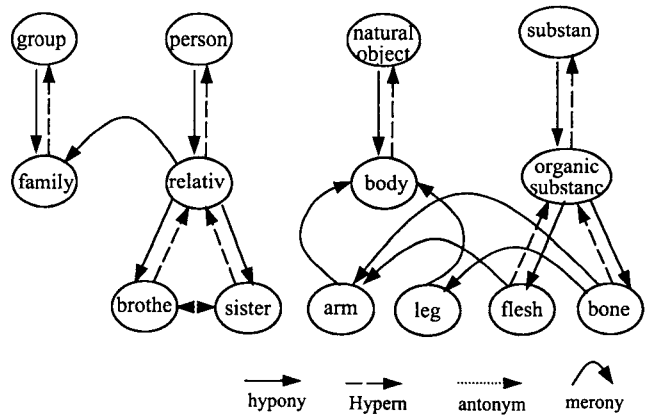 group
person
natural
object
substan
family
relativ
body
organic
substanc
brothe
sister
arm
leg
flesh
bone
hypony
Hypern
antonym
merony